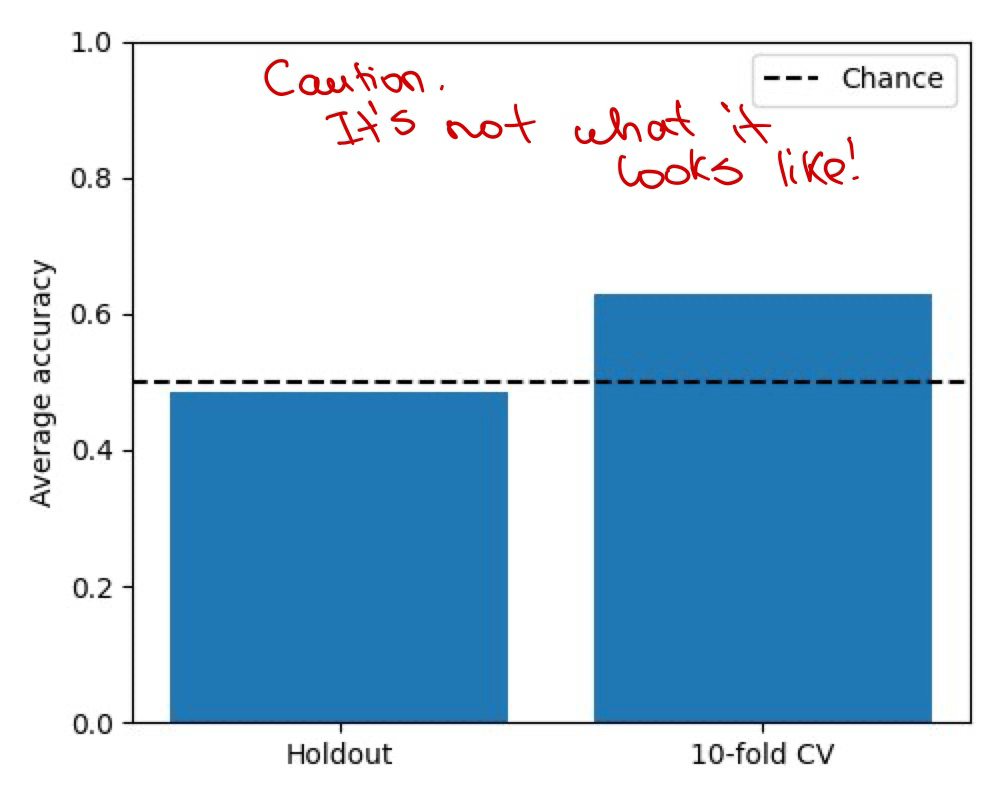 1.0
Caution.
Chance
It's not what it
looks like!
0.8
0.6
0.4
0.2
0.0
Average accuracy
Holdout
10-fold CV